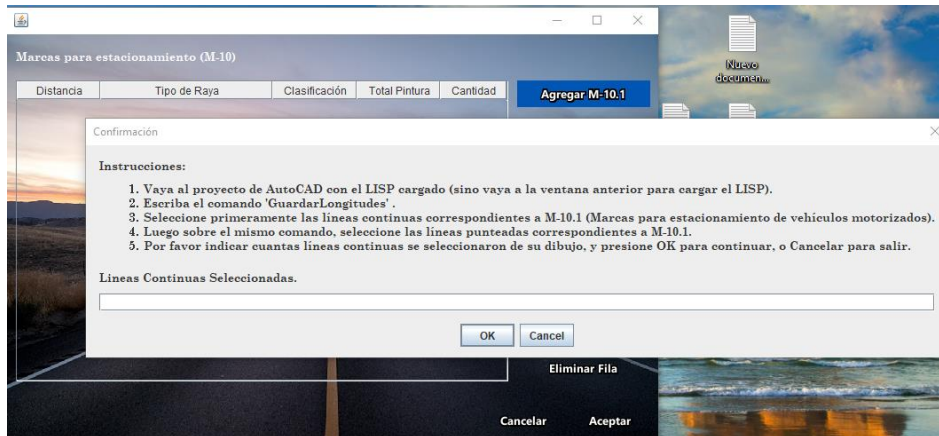 Marcas para estacionamiento (M-10)
Distancia Tipo de Raya Clasificación Total Pintura Cantidad
Agregar M-10.1
Nuevo
documen...
Confirmación
Instrucciones:
1. Vaya al proyecto de AutoCAD con el LISP cargado (sino vaya a la ventana anterior para cargar el LISP).
2. Escriba el comando 'GuardarLongitudes' .
3. Seleccione primeramente las líneas continuas correspondientes a M-10.1 (Marcas para estacionamiento de vehículos motorizados).
4. Luego sobre el mismo comando, seleccione las líneas punteadas correspondientes a M-10.1.
5. Por favor indicar cuantas líneas continuas se seleccionaron de su dibujo, y presione OK para continuar, o Cancelar para salir.
Lineas Continuas Seleccionadas.
OK Cancel
Eliminar Fila
Cancelar Aceptar